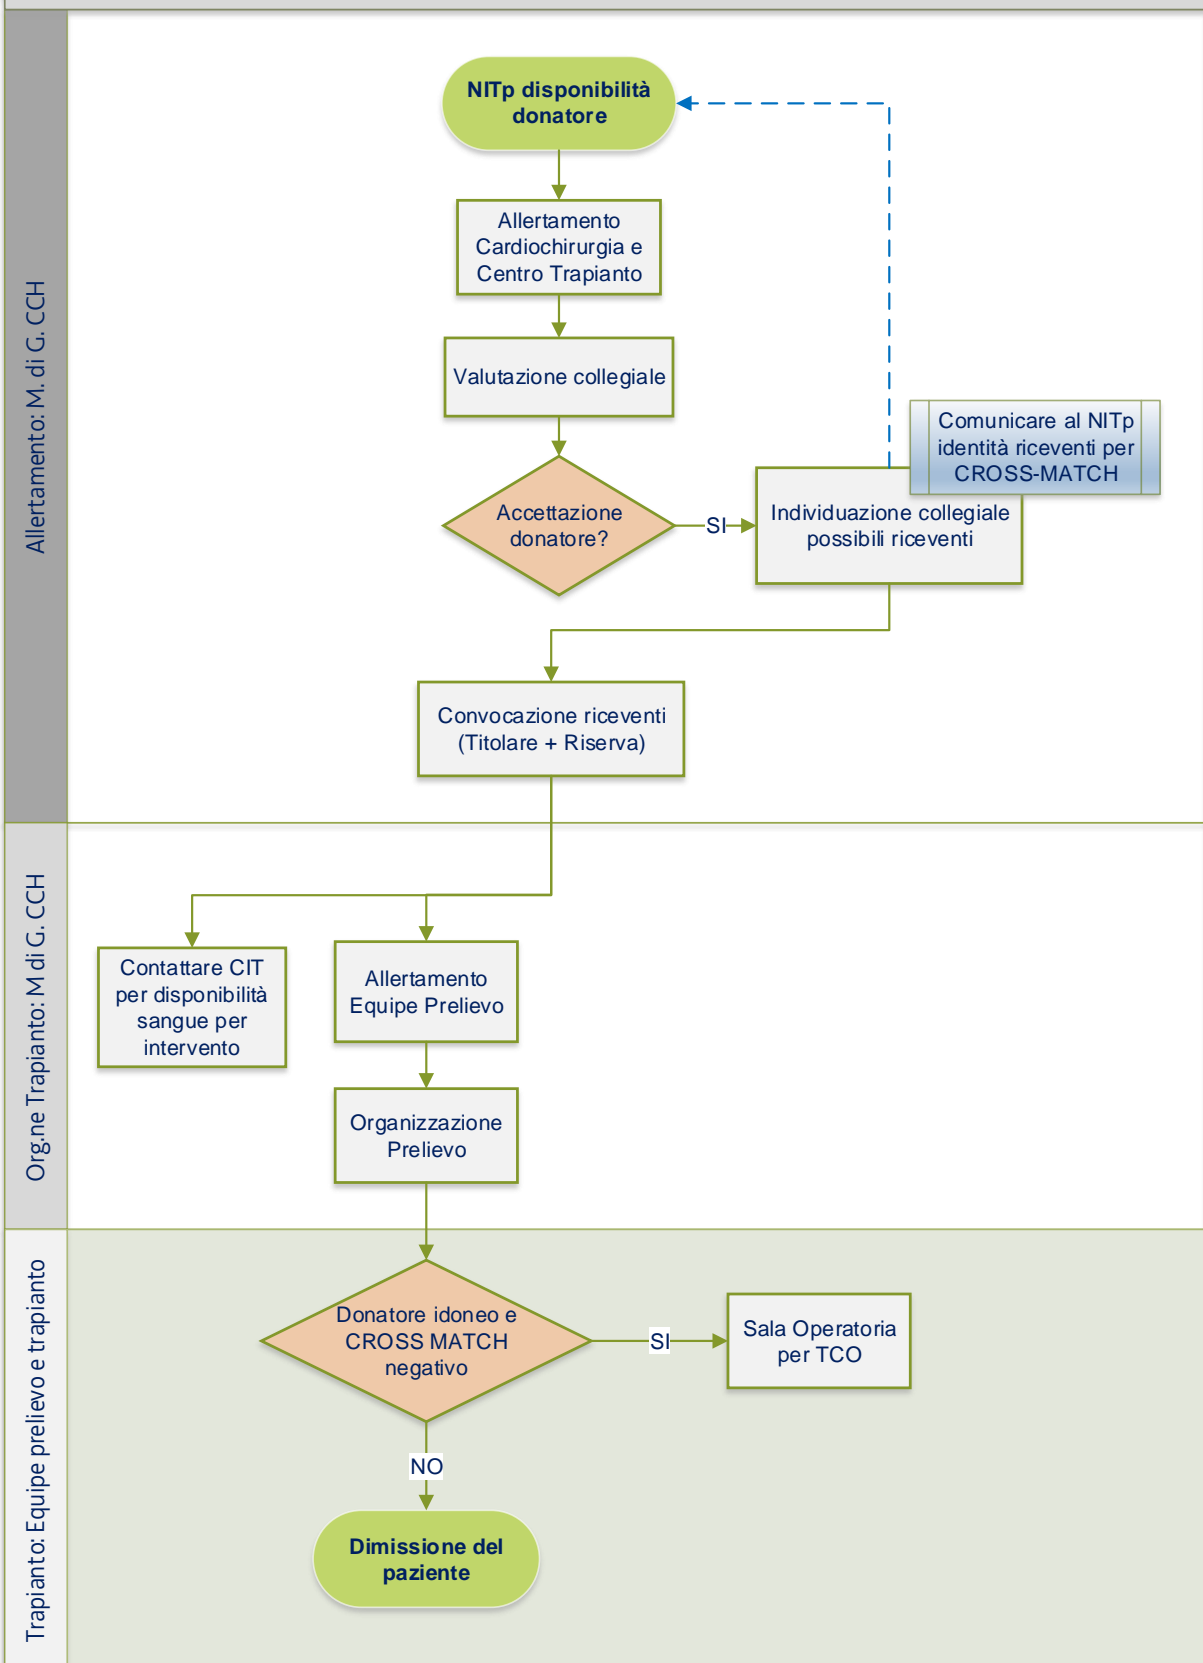 Allertamento: M. di G. CCH
NITp disponibilità
donatore
Allertamento
Cardiochirurgia e
Centro Trapianto
Valutazione collegiale
Accettazione
donatore?
SI
Comunicare al NITp
identità riceventi per
CROSS-MATCH
Individuazione collegiale
possibili riceventi
Convocazione riceventi
(Titolare + Riserva)
Org.ne Trapianto: M di G. CCH
Contattare CIT
per disponibilità
sangue per
intervento
Allertamento
Equipe Prelievo
Organizzazione
Prelievo
Trapianto: Equipe prelievo e trapianto
Donatore idoneo e
CROSS MATCH
negativo
SI
Sala Operatoria
per TCO
NO
Dimissione del
paziente